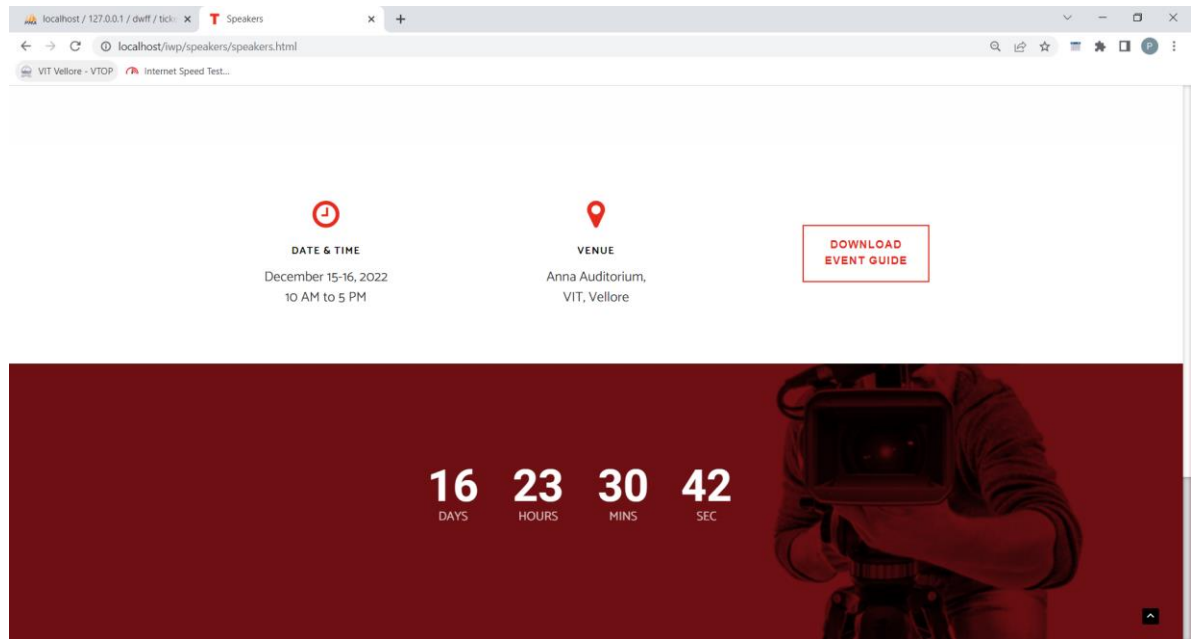 localhost / 127.0.0.1 / dwff / tick
Speakers
localhost/iwp/speakers/speakers.html
P
VIT Vellore - VTOP
Internet Speed Test...
DATE & TIME
December 15-16, 2022
10 AM to 5 PM
VENUE
Anna Auditorium,
VIT, Vellore
DOWNLOAD
EVENT GUIDE
16 23 30 42
DAYS HOURS MINS SEC